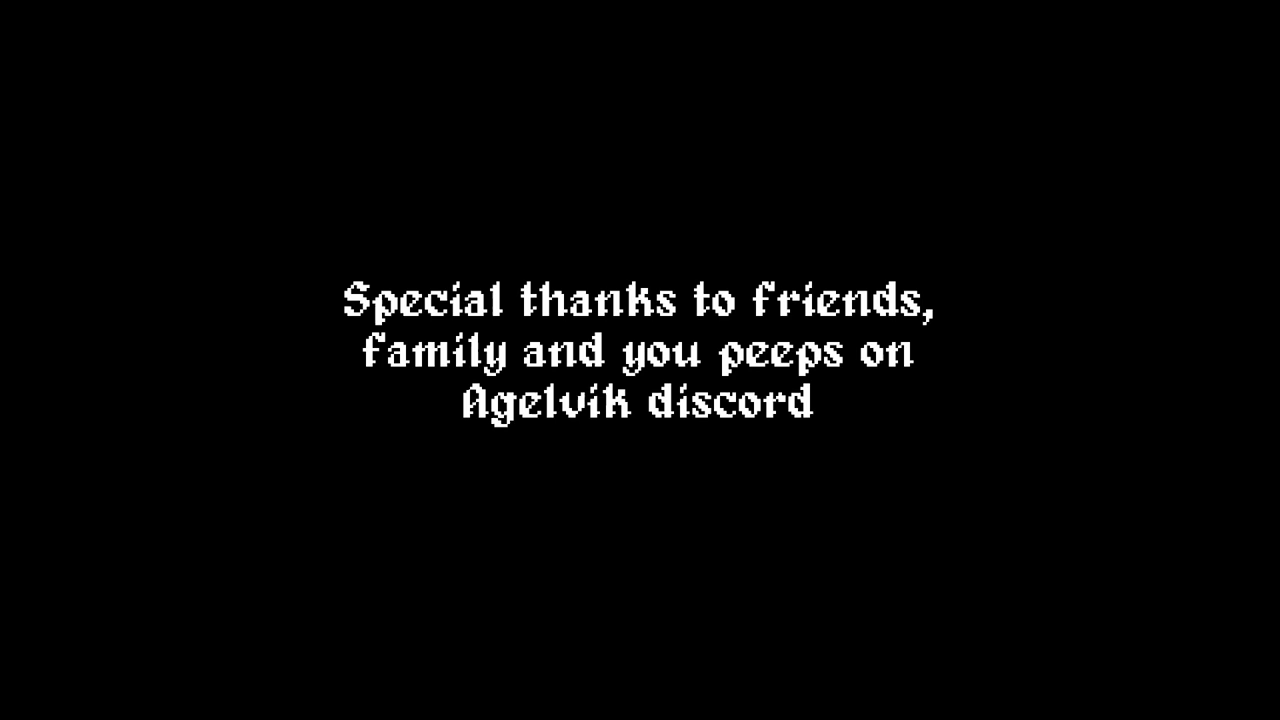 Special thanks to friends,
family and you peeps on
Agelvik discord